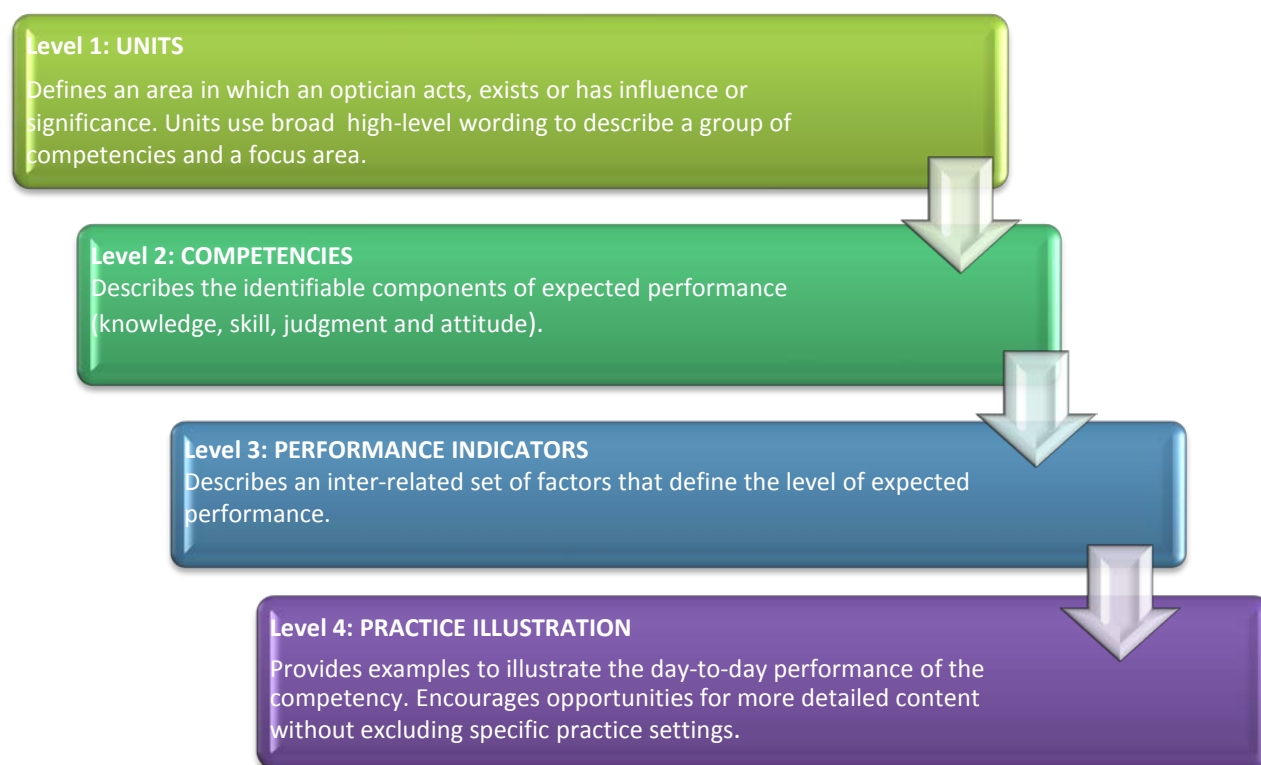 Level 1: UNITS
Defines an area in which an optician acts, exists or has influence or
significance. Units use broad high-level wording to describe a group of
competencies and a focus area.
Level 2: COMPETENCIES
Describes the identifiable components of expected performance
(knowledge, skill, judgment and attitude).
Level 3: PERFORMANCE INDICATORS
Describes an inter-related set of factors that define the level of expected
performance.
Level 4: PRACTICE ILLUSTRATION
Provides examples to illustrate the day-to-day performance of the
competency. Encourages opportunities for more detailed content
without excluding specific practice settings.